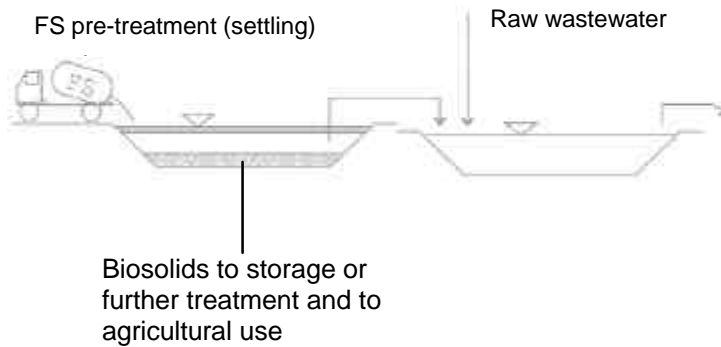 FS pre-treatment (settling)
Raw wastewater
FS
Biosolids to storage or
further treatment and to
agricultural use